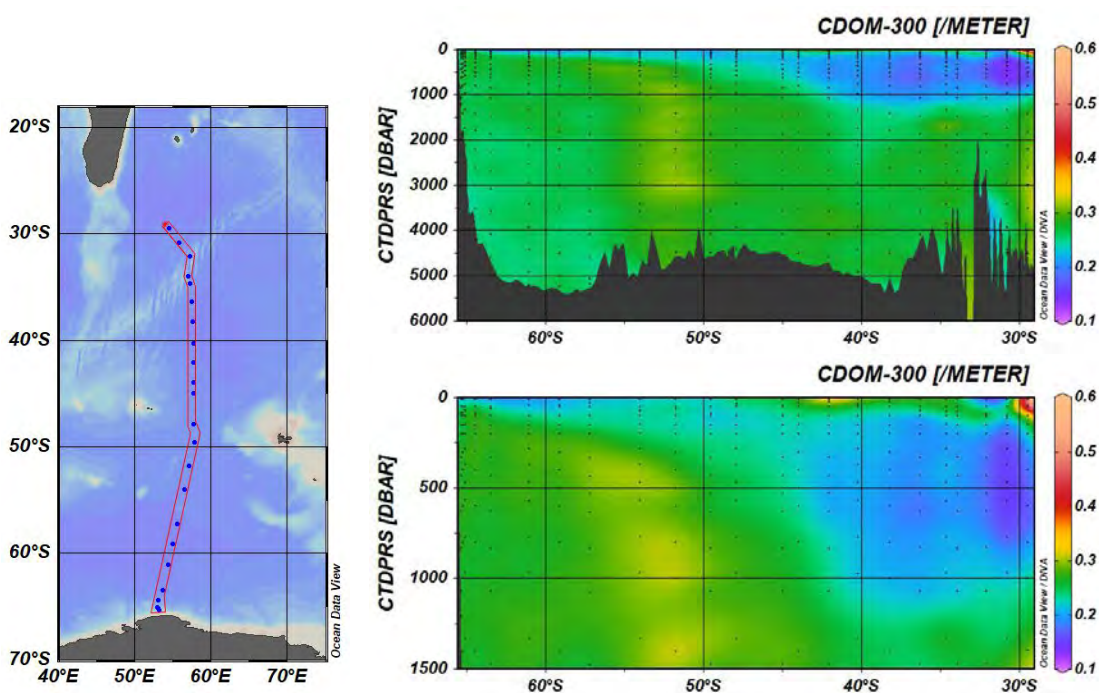 20°S
30°S
40°S
50°S
60°S
70°S
40°E 50°E 60°E 70°E
Ocean Data View
CDOM-300 [/METER]
CTDPRS [DBAR]
0
1000
2000
3000
4000
5000
6000
60°S 50°S 40°S 30°S
Ocean Data View / DIVA
0.6
0.5
0.4
0.3
0.2
0.1
CDOM-300 [/METER]
CTDPRS [DBAR]
0
500
1000
1500
60°S 50°S 40°S 30°S
Ocean Data View / DIVA
0.6
0.5
0.4
0.3
0.2
0.1